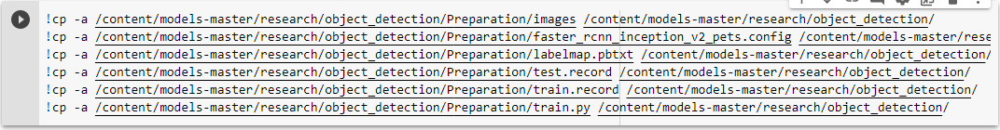 !cp -a /content/models-master/research/object_detection/Preparation/images /content/models-master/research/object_detection/
!cp -a /content/models-master/research/object_detection/Preparation/faster_rcnn_inception_v2_pets.config /content/models-master/rese
!cp -a /content/models-master/research/object_detection/Preparation/labelmap.pbtxt /content/models-master/research/object_detection/
!cp -a /content/models-master/research/object_detection/Preparation/test.record /content/models-master/research/object_detection/
!cp -a /content/models-master/research/object_detection/Preparation/train.record /content/models-master/research/object_detection/
!cp -a /content/models-master/research/object_detection/Preparation/train.py /content/models-master/research/object_detection/